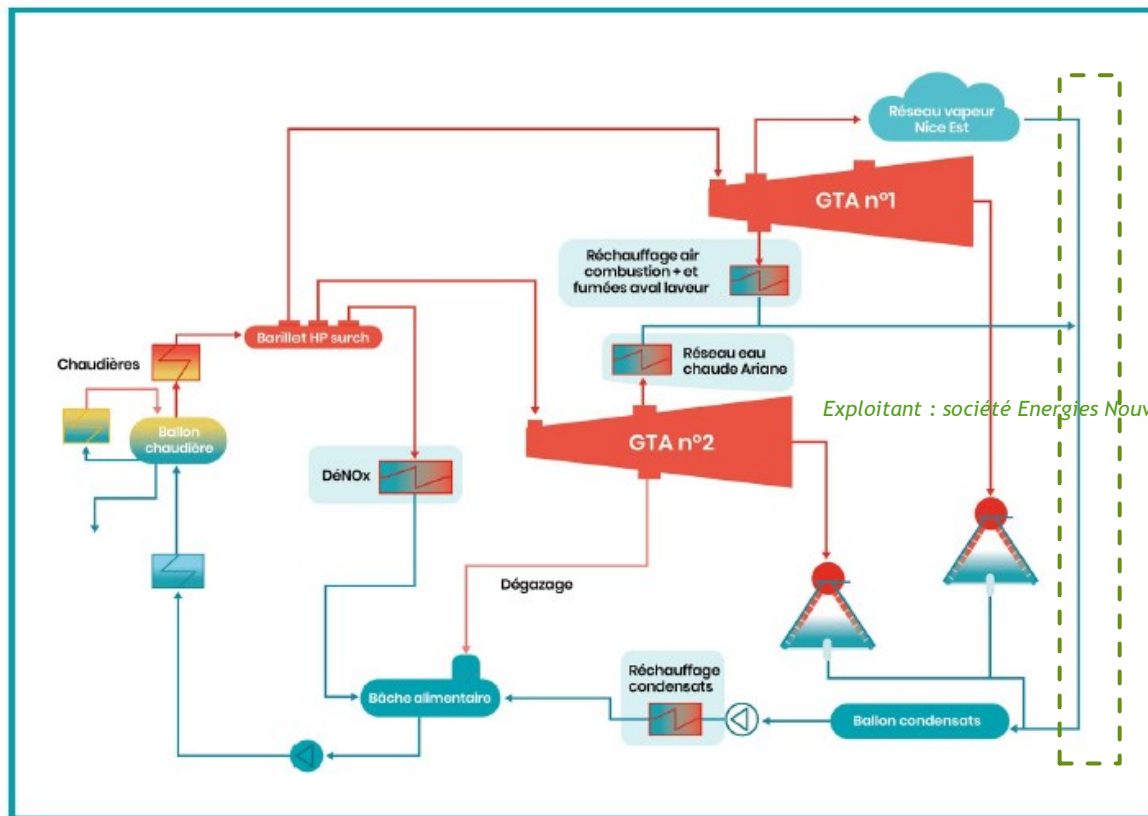 Réseau vapeur
Nice Est
GTA n°1
Réchauffage air
combustion + et
fumées aval laveur
Barillet HP surch
Chaudières
Réseau eau
chaude Ariane
Exploitant : société Energies Nouv
Ballon
chaudière
GTA n°2
DéNOx
Dégazage
Réchauffage
condensats
Bâche alimentaire
Ballon condensats